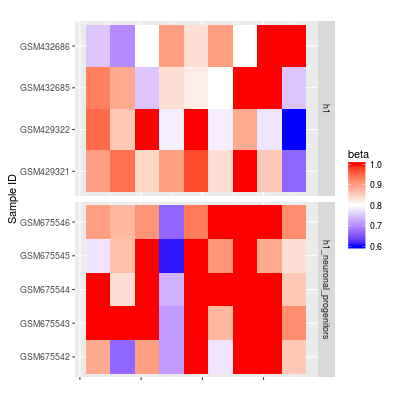 Sample ID
GSM432686
GSM432685
GSM429322
GSM429321
h1
GSM675546
GSM675545
GSM675544
GSM675543
GSM675542
h1_neuronal_progenitors
beta
1.0
0.9
0.8
0.7
0.6